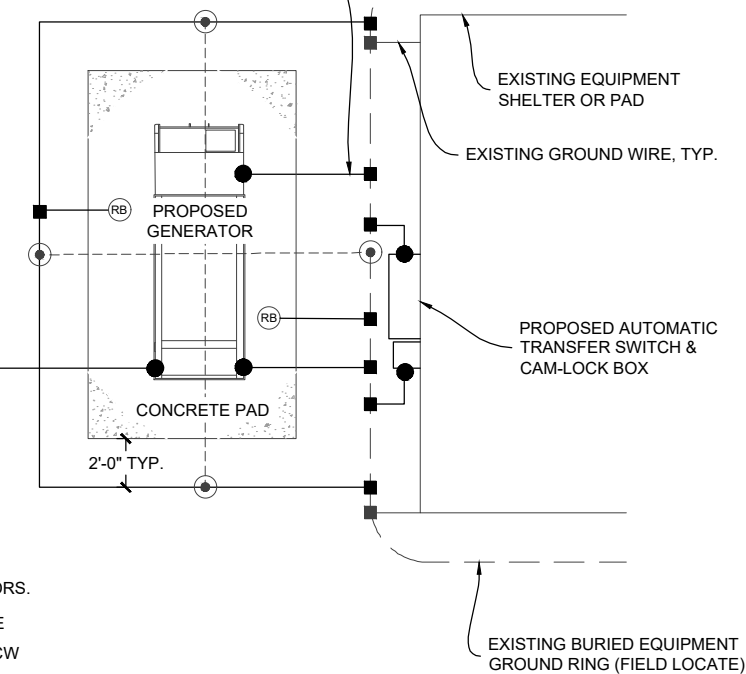 EXISTING EQUIPMENT
SHELTER OR PAD
EXISTING GROUND WIRE, TYP.
RB
PROPOSED
GENERATOR
RB
PROPOSED AUTOMATIC
TRANSFER SWITCH &
CAM-LOCK BOX
CONCRETE PAD
2'-0" TYP.
ORS.
E
CW
EXISTING BURIED EQUIPMENT
GROUND RING (FIELD LOCATE)